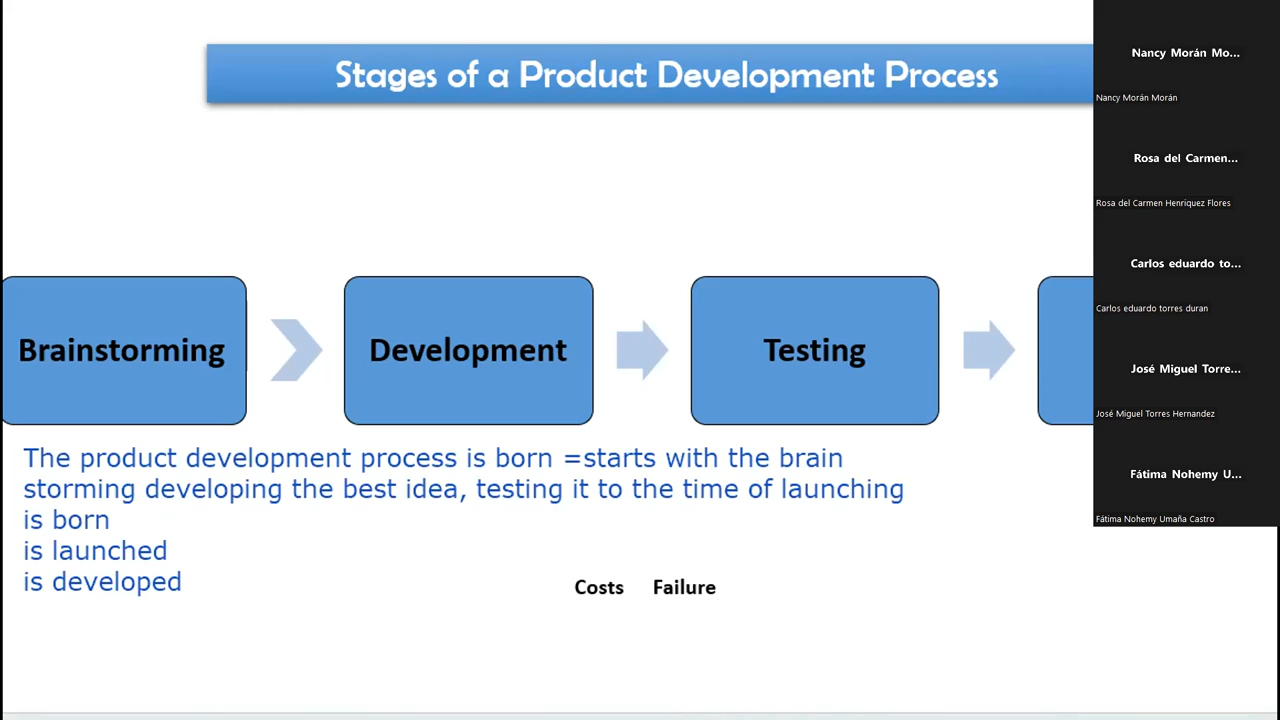 Stages of a Product Development Process
Brainstorming
Development
Testing
The product development process is born =starts with the brain
storming developing the best idea, testing it to the time of launching
is born
is launched
is developed
Costs Failure
Nancy Morán Mo...
Nancy Morán Morán
Rosa del Carmen...
Rosa del Carmen Henriquez Flores
Carlos eduardo to...
Carlos eduardo torres duran
José Miguel Torre...
José Miguel Torres Hernandez
Fátima Nohemy U...
Fátima Nohemy Umaña Castro